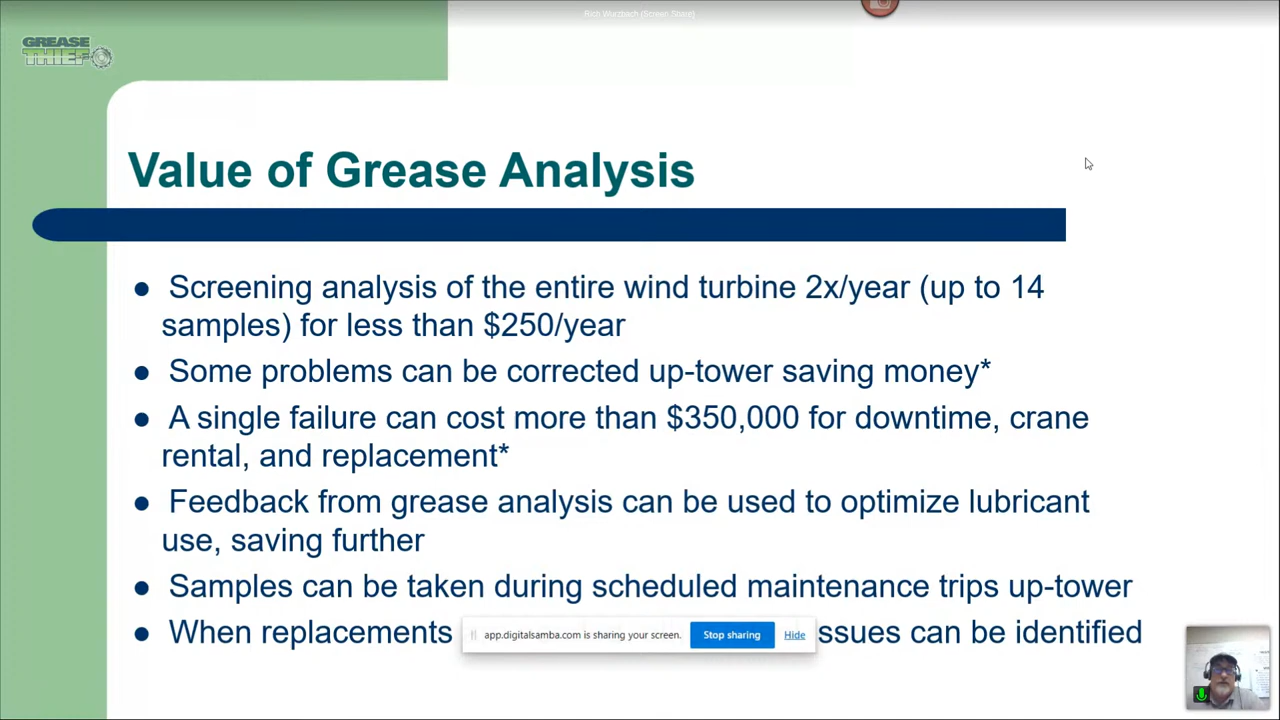 Rich Wurzbach (Screen Share)
GREASE
THIEF
Value of Grease Analysis
● Screening analysis of the entire wind turbine 2x/year (up to 14
samples) for less than $250/year
● Some problems can be corrected up-tower saving money*
● A single failure can cost more than $350,000 for downtime, crane
rental, and replacement*
● Feedback from grease analysis can be used to optimize lubricant
use, saving further
● Samples can be taken during scheduled maintenance trips up-tower
● When replacements ssues can be identified
app.digitalsamba.com is sharing your screen. Stop sharing Hide